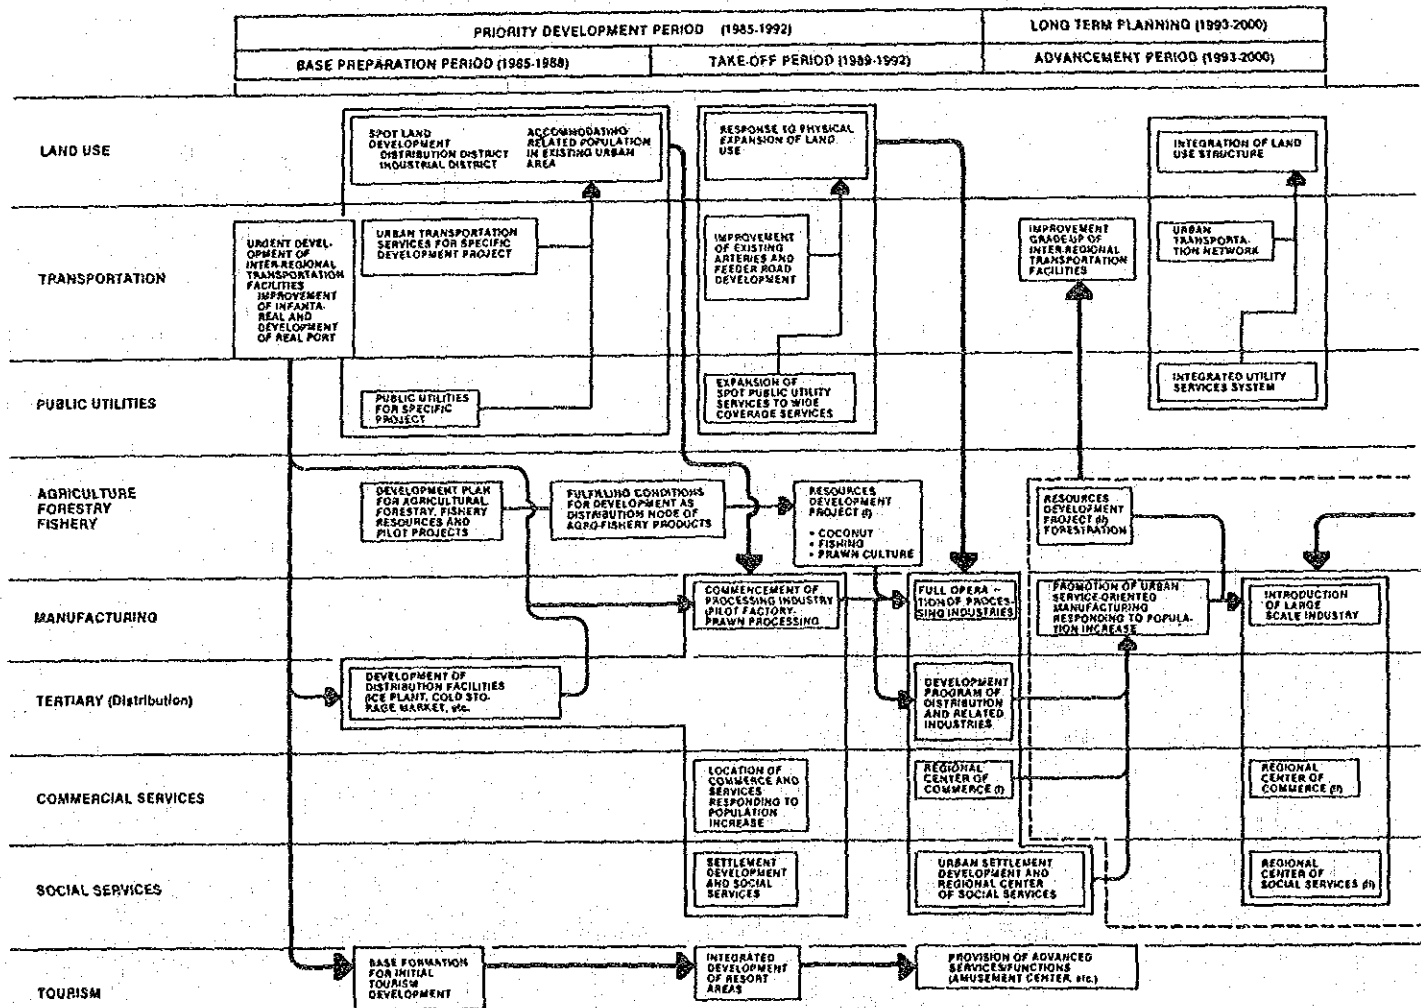 PRIORITY DEVELOPMENT PERIOD (1985-1992)
LONG TERM PLANNING (1993-2000)
BASE PREPARATION PERIOD (1985-1988)
TAKE-OFF PERIOD (1989-1992)
ADVANCEMENT PERIOD (1993-2000)
LAND USE
SPOT LAND
DEVELOPMENT
DISTRIBUTION DISTRICT
INDUSTRIAL DISTRICT
ACCOMMODATING
RELATED POPULATION
IN EXISTING URBAN
AREA
RESPONSE TO PHYSICAL
EXPANSION OF LAND
USE
INTEGRATION OF LAND
USE STRUCTURE
TRANSPORTATION
URGENT DEVEL-
OPMENT OF
INTER-REGIONAL
TRANSPORTATION
FACILITIES
IMPROVEMENT
OF INFANTA-
REAL AND
DEVELOPMENT
OF REAL PORT
URBAN TRANSPORTATION
SERVICES FOR SPECIFIC
DEVELOPMENT PROJECT
IMPROVEMENT
OF EXISTING
ARTERIES AND
FEEDER ROAD
DEVELOPMENT
IMPROVEMENT
GRADE-UP OF
INTER-REGIONAL
TRANSPORTATION
FACILITIES
URBAN
TRANSPORTA-
TION NETWORK
PUBLIC UTILITIES
PUBLIC UTILITIES
FOR SPECIFIC
PROJECT
EXPANSION OF
SPOT PUBLIC UTILITY
SERVICES TO WIDE
COVERAGE SERVICES
INTEGRATED UTILITY
SERVICES SYSTEM
AGRICULTURE
FORESTRY
FISHERY
DEVELOPMENT PLAN
FOR AGRICULTURAL
FORESTRY, FISHERY
RESOURCES AND
PILOT PROJECTS
FULFILLING CONDITIONS
FOR DEVELOPMENT AS
DISTRIBUTION NODE OF
AGRO-FISHERY PRODUCTS
RESOURCES
DEVELOPMENT
PROJECT (I)
• COCONUT
• FISHING
• PRAWN CULTURE
RESOURCES
DEVELOPMENT
PROJECT (II)
FORESTRATION
MANUFACTURING
COMMENCEMENT OF
PROCESSING INDUSTRY
(PILOT FACTORY,
PRAWN PROCESSING
FULL OPERA-
TION OF PROCES-
SING INDUSTRIES
PROMOTION OF URBAN
SERVICE-ORIENTED
MANUFACTURING
RESPONDING TO POPULA-
TION INCREASE
INTRODUCTION
OF LARGE
SCALE INDUSTRY
TERTIARY (Distribution)
DEVELOPMENT OF
DISTRIBUTION FACILITIES
(ICE PLANT, COLD STO-
RAGE MARKET, etc.
DEVELOPMENT
PROGRAM OF
DISTRIBUTION
AND RELATED
INDUSTRIES
COMMERCIAL SERVICES
LOCATION OF
COMMERCE AND
SERVICES
RESPONDING TO
POPULATION
INCREASE
REGIONAL
CENTER OF
COMMERCE (I)
REGIONAL
CENTER OF
COMMERCE (II)
SOCIAL SERVICES
SETTLEMENT
DEVELOPMENT
AND SOCIAL
SERVICES
URBAN SETTLEMENT
DEVELOPMENT AND
REGIONAL CENTER
OF SOCIAL SERVICES
REGIONAL
CENTER OF
SOCIAL SERVICES (II)
TOURISM
BASE FORMATION
FOR INITIAL
TOURISM
DEVELOPMENT
INTEGRATED
DEVELOPMENT
OF RESORT
AREAS
PROVISION OF ADVANCED
SERVICES/FUNCTIONS
(AMUSEMENT CENTER, etc.)